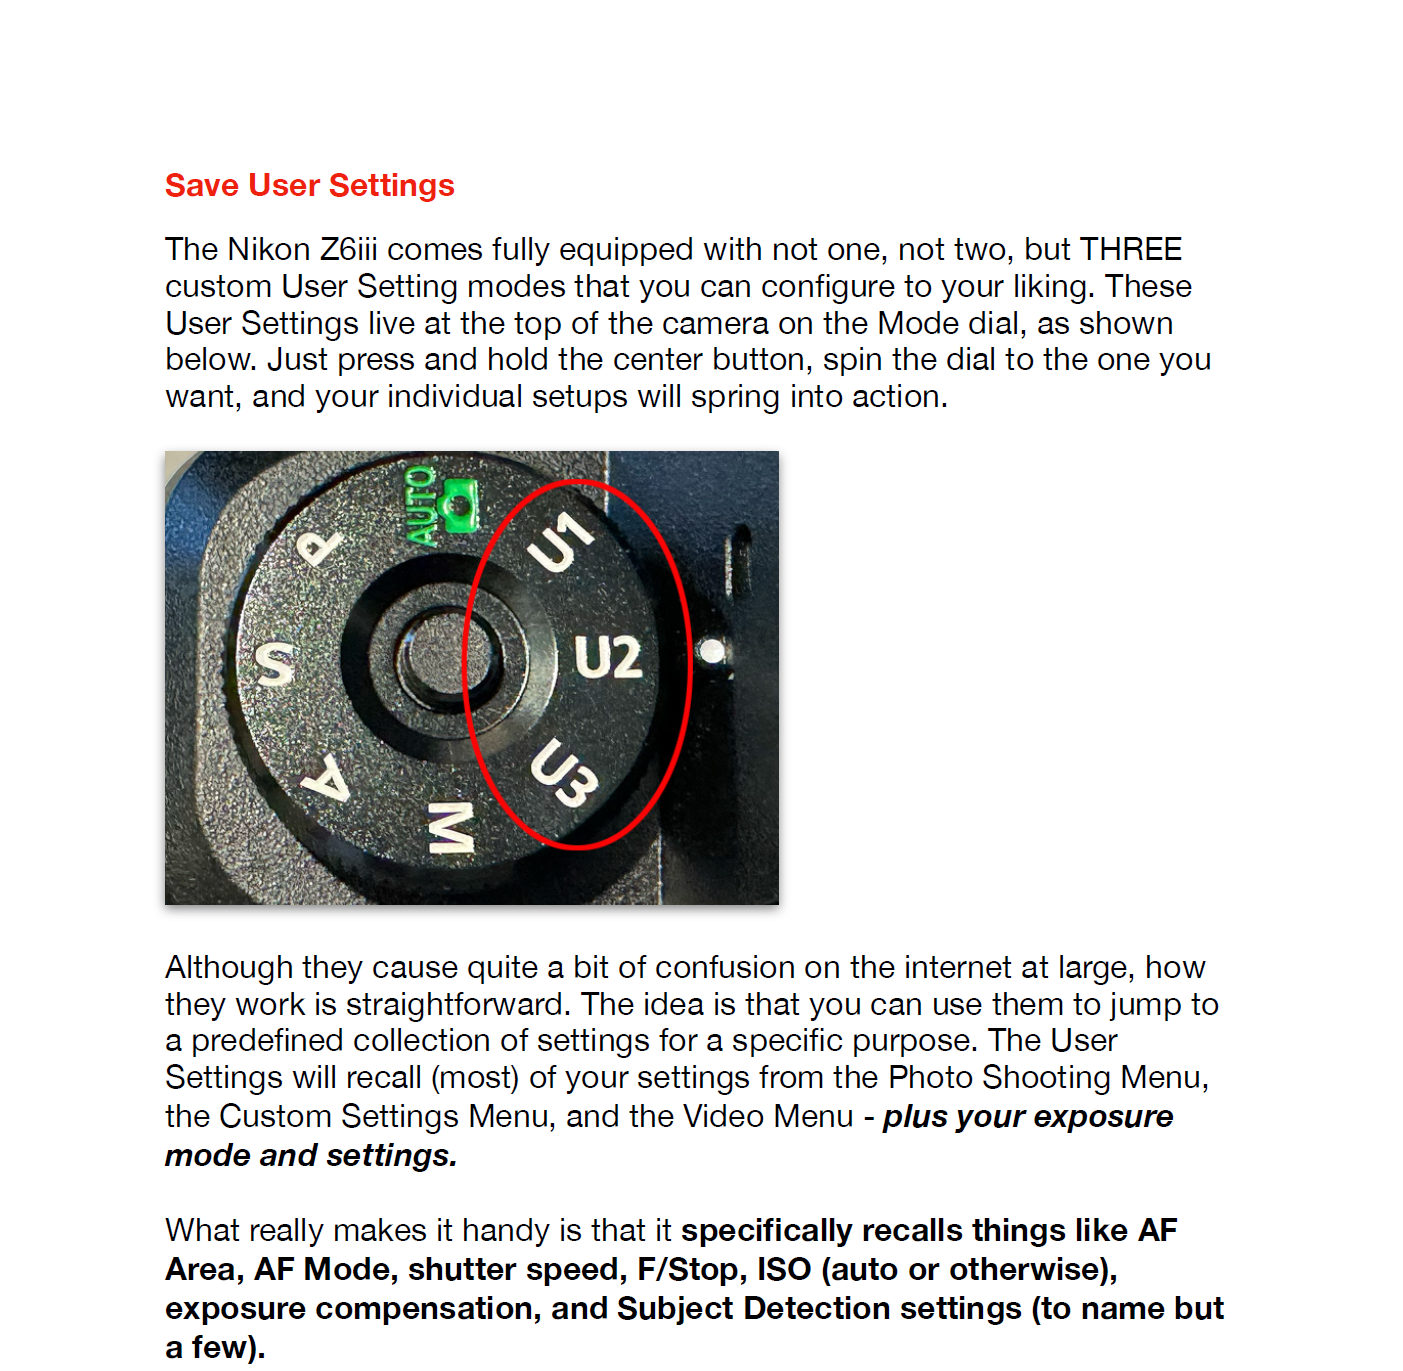 Save User Settings
The Nikon Z6iii comes fully equipped with not one, not two, but THREE
custom User Setting modes that you can configure to your liking. These
User Settings live at the top of the camera on the Mode dial, as shown
below. Just press and hold the center button, spin the dial to the one you
want, and your individual setups will spring into action.
AUTO
U1
P
U2
S
U3
A
M
Although they cause quite a bit of confusion on the internet at large, how
they work is straightforward. The idea is that you can use them to jump to
a predefined collection of settings for a specific purpose. The User
Settings will recall (most) of your settings from the Photo Shooting Menu,
the Custom Settings Menu, and the Video Menu - plus your exposure
mode and settings.
What really makes it handy is that it specifically recalls things like AF
Area, AF Mode, shutter speed, F/Stop, ISO (auto or otherwise),
exposure compensation, and Subject Detection settings (to name but
a few).